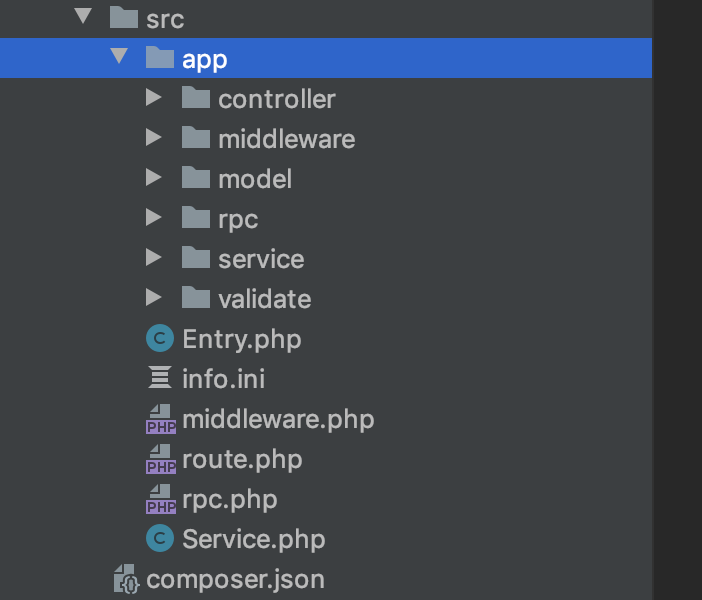 src
app
controller
middleware
model
rpc
service
validate
C Entry.php
info.ini
PHP middleware.php
PHP route.php
PHP rpc.php
C Service.php
{} composer.json